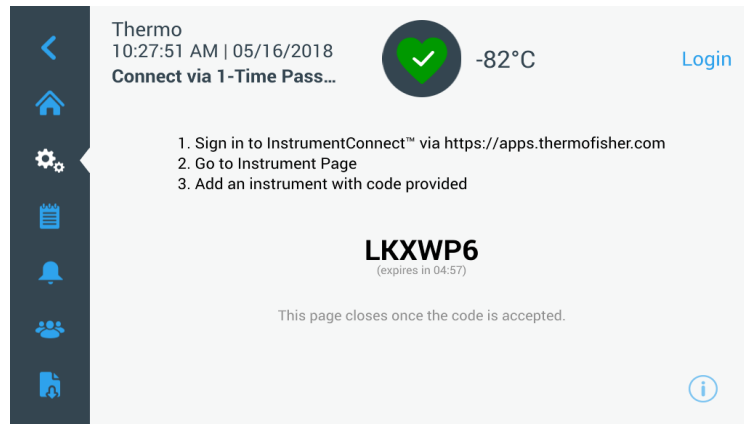 Thermo
10:27:51 AM | 05/16/2018
Connect via 1-Time Pass...
-82°C
Login
1. Sign in to InstrumentConnect™ via https://apps.thermofisher.com
2. Go to Instrument Page
3. Add an instrument with code provided
LKXWP6
(expires in 04:57)
This page closes once the code is accepted.